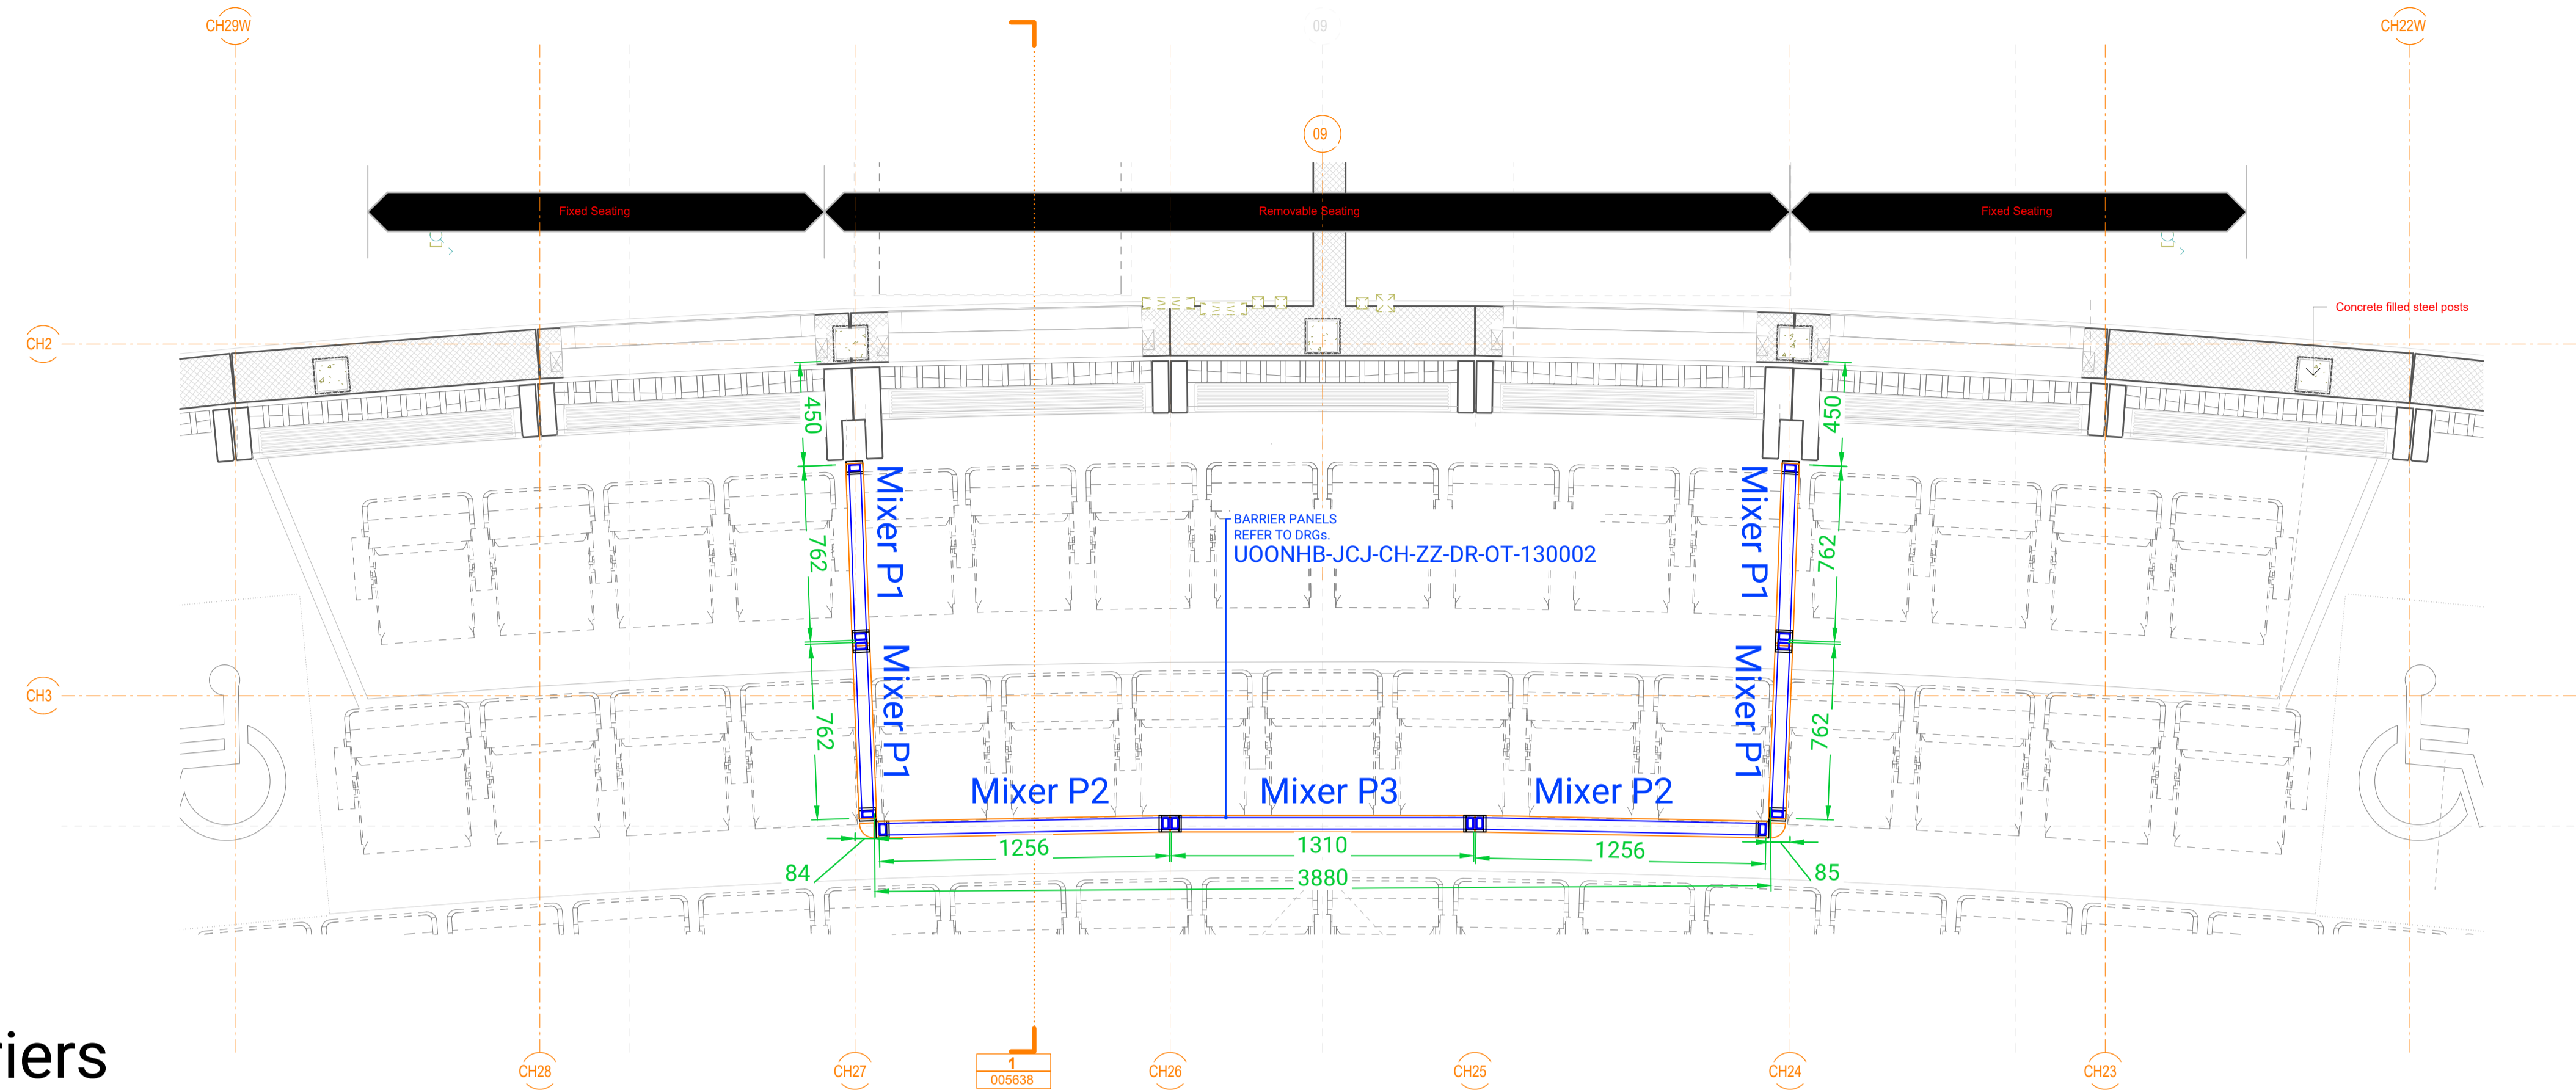 CH29W
09
CH22W
09
Fixed Seating
Removable Seating
Fixed Seating
Concrete filled steel posts
CH2
450
450
Mixer P1
Mixer P1
BARRIER PANELS
REFER TO DRGs.
UOONHB-JCJ-CH-ZZ-DR-OT-130002
762
762
CH3
Mixer P1
Mixer P1
762
762
Mixer P2
Mixer P3
Mixer P2
1256
1310
1256
84
3880
85
riers
CH28
CH27
1
005638
CH26
CH25
CH24
CH23